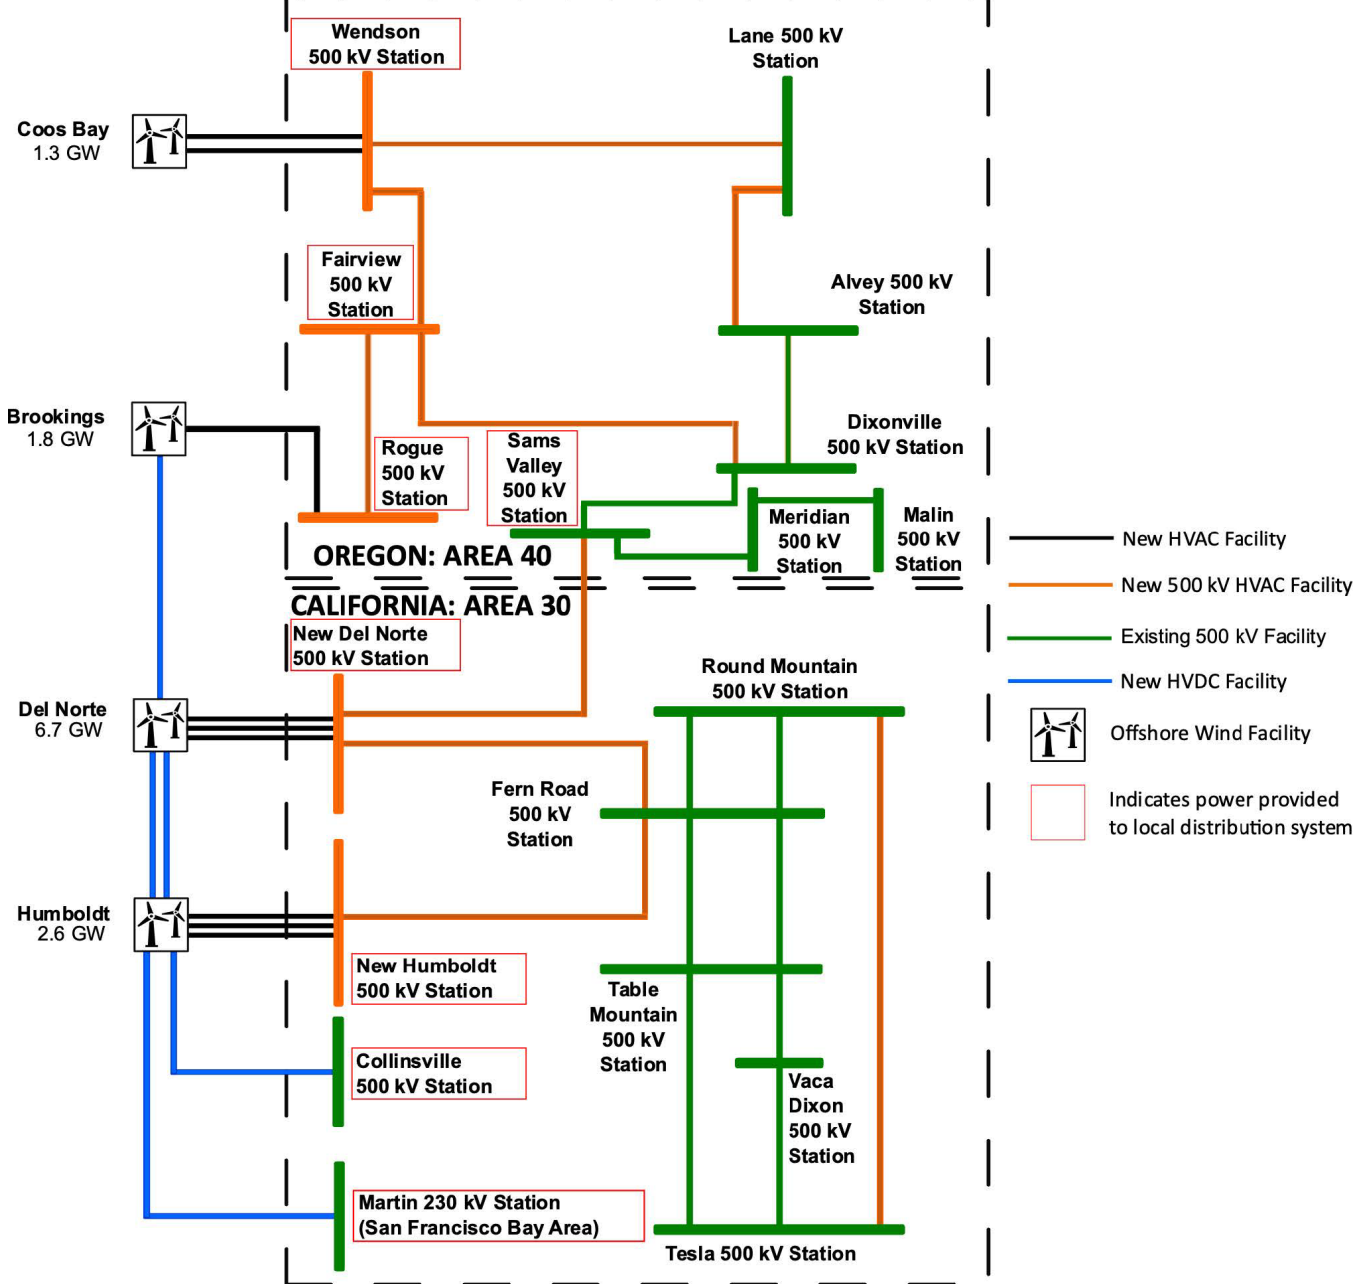 Wendson
500 kV Station
Lane 500 kV
Station
Coos Bay
1.3 GW
Fairview
500 kV
Station
Alvey 500 kV
Station
Brookings
1.8 GW
Rogue
500 kV
Station
Sams
Valley
500 kV
Station
Dixonville
500 kV Station
Meridian
500 kV
Station
Malin
500 kV
Station
OREGON: AREA 40
CALIFORNIA: AREA 30
New Del Norte
500 kV Station
Del Norte
6.7 GW
Round Mountain
500 kV Station
Fern Road
500 kV
Station
Humboldt
2.6 GW
New Humboldt
500 kV Station
Table
Mountain
500 kV
Station
Collinsville
500 kV Station
Vaca
Dixon
500 kV
Station
Martin 230 kV Station
(San Francisco Bay Area)
Tesla 500 kV Station
New HVAC Facility
New 500 kV HVAC Facility
Existing 500 kV Facility
New HVDC Facility
Offshore Wind Facility
Indicates power provided
to local distribution system